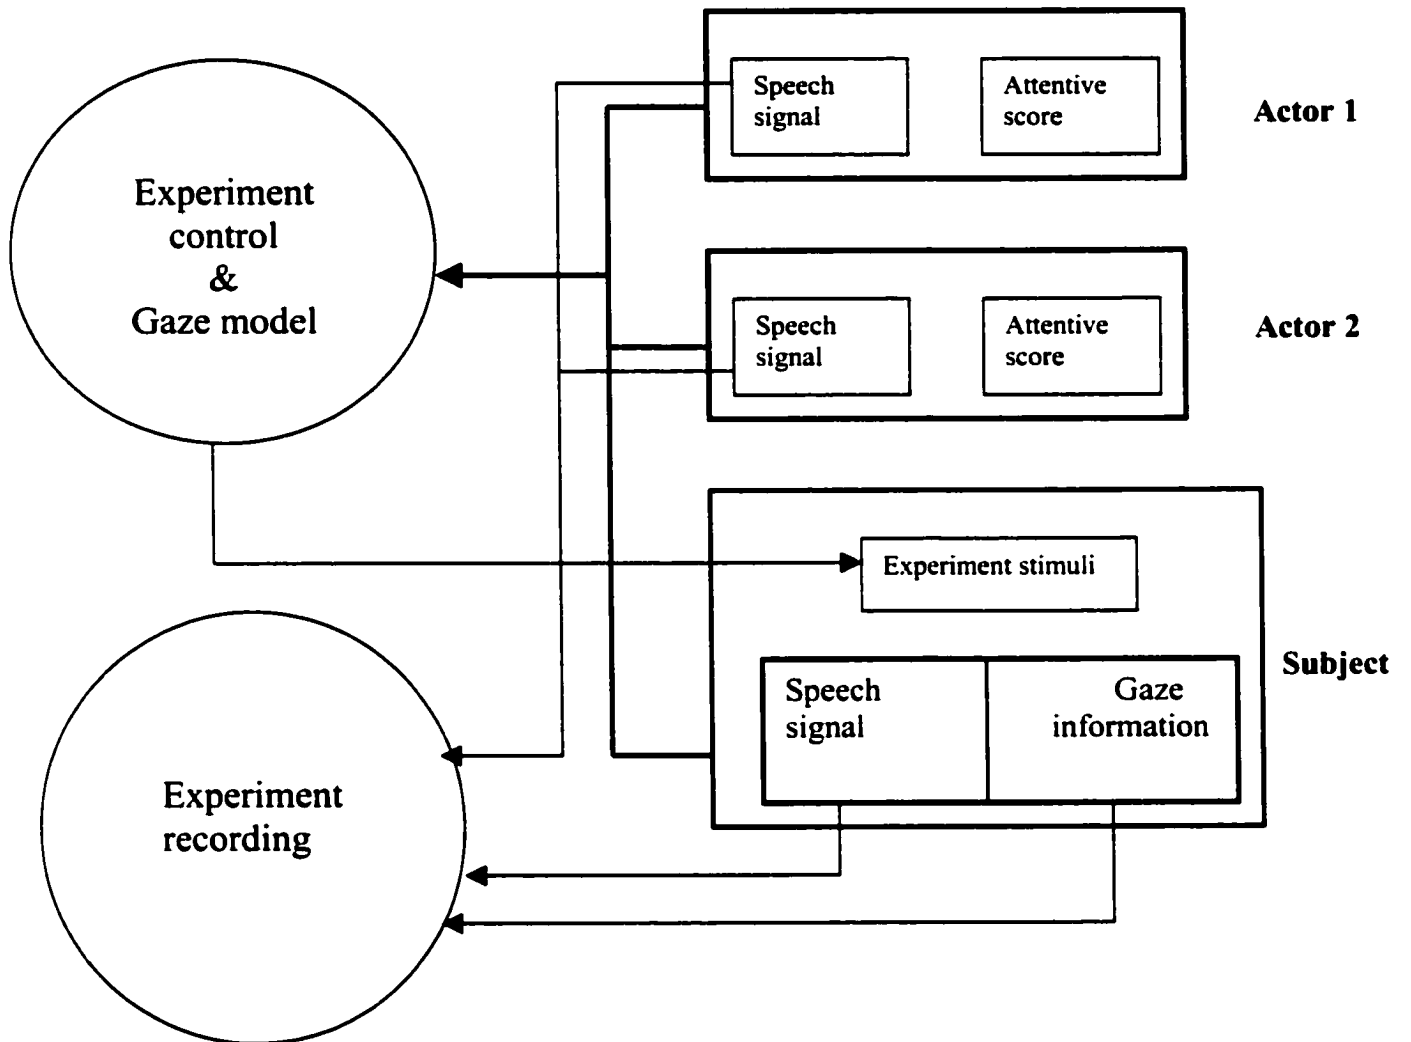 Experiment
control
&
Gaze model
Speech
signal
Attentive
score
Actor 1
Speech
signal
Attentive
score
Actor 2
Experiment stimuli
Speech
signal
Gaze
information
Subject
Experiment
recording